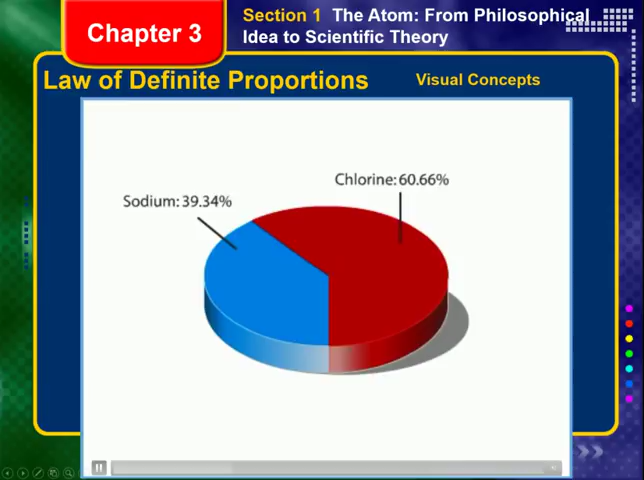 Chapter 3
Section 1 The Atom: From Philosophical
Idea to Scientific Theory
Law of Definite Proportions
Visual Concepts
Chlorine: 60.66%
Sodium: 39.34%